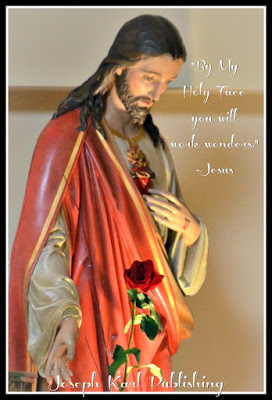 "By My
Holy Face
you will
work wonders."
~Jesus
Joseph Karl Publishing